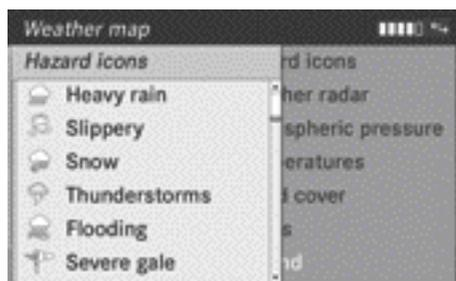 Weather map
Hazard icons
rd icons
Heavy rain
her radar
Slippery
spheric pressure
Snow
eratures
Thunderstorms
d cover
Flooding
s
Severe gale
nd